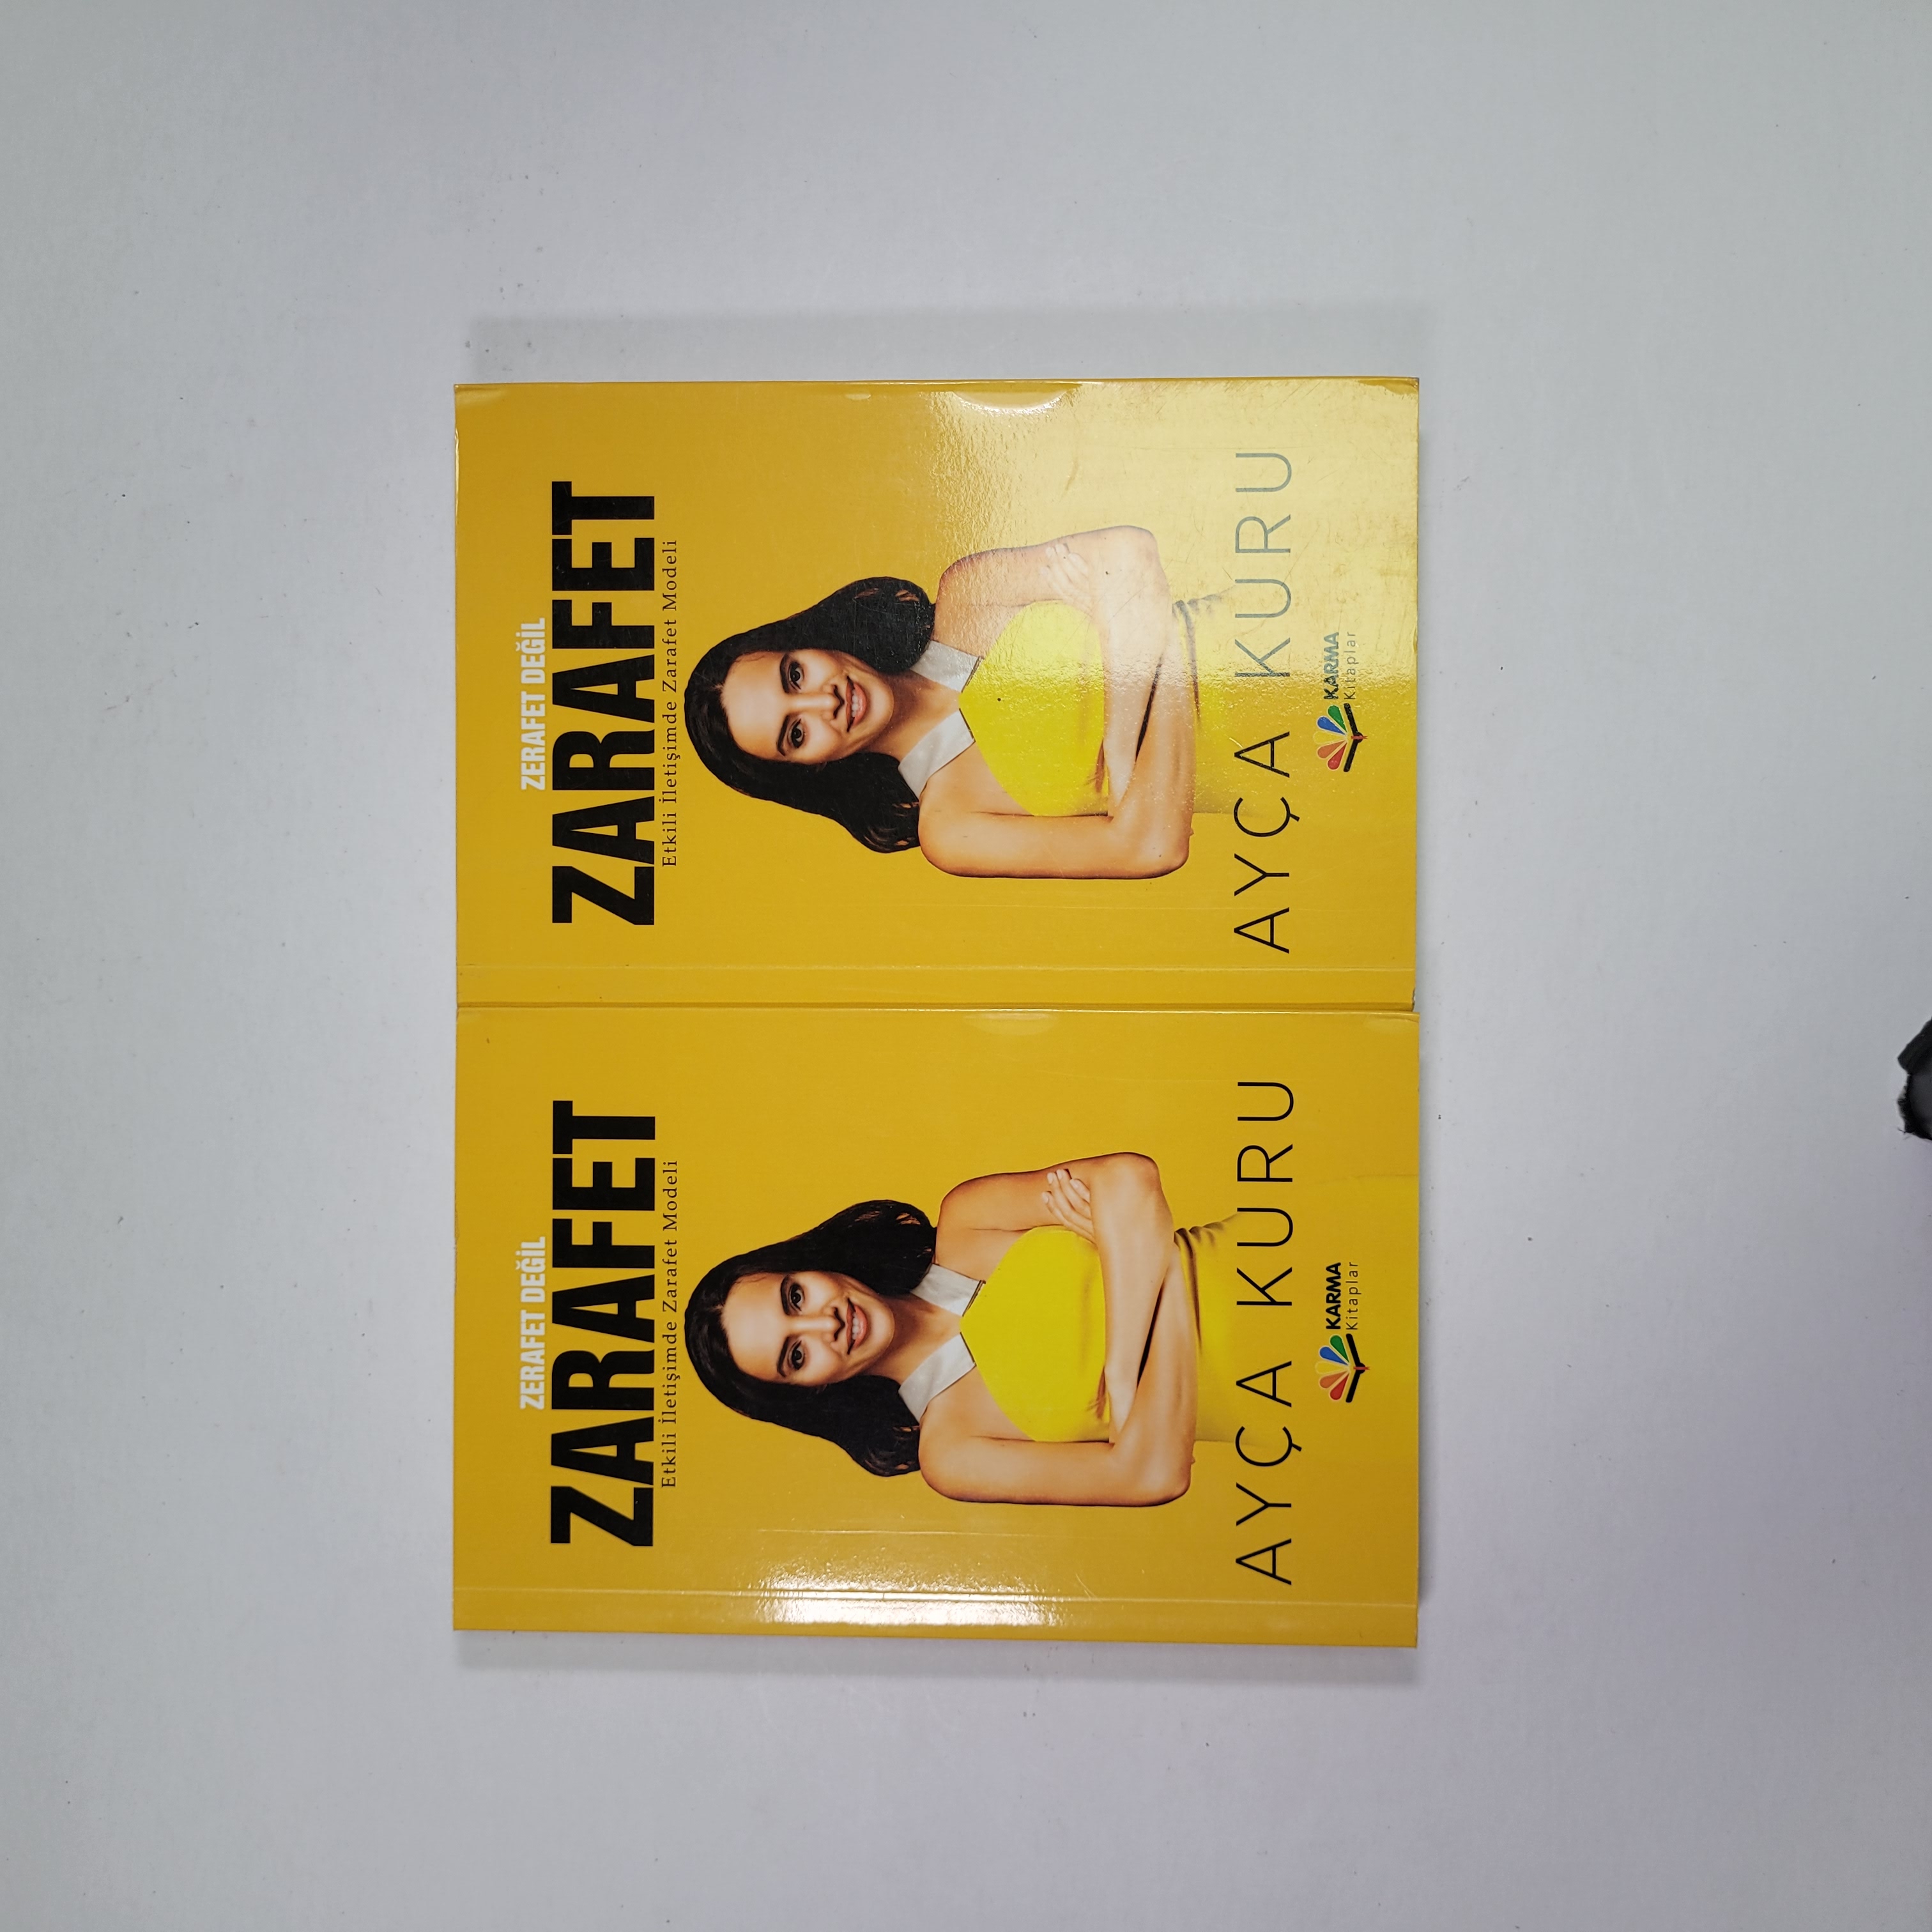 ZERAFET DEĞİL
ZARAFET
Etkili İletişimde Zarafet Modeli
AYÇA KURU
KARMA
Kitaplar
ZERAFET DEĞİL
ZARAFET
Etkili İletişimde Zarafet Modeli
AYÇA KURU
KARMA
Kitaplar